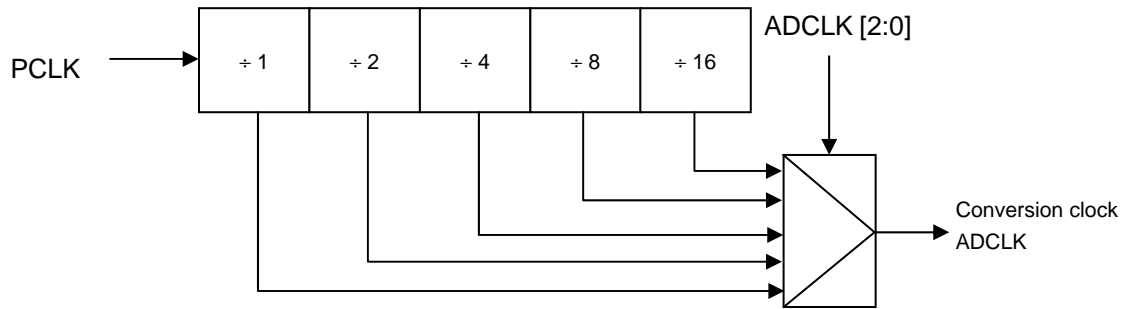 PCLK
÷ 1
÷ 2
÷ 4
÷ 8
÷ 16
ADCLK [2:0]
Conversion clock
ADCLK